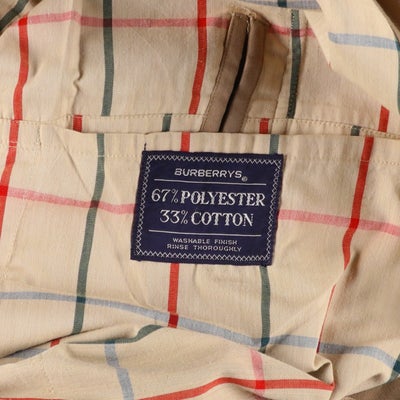 BURBERRYS®
67% POLYESTER
33% COTTON
WASHABLE FINISH
RINSE THOROUGHLY